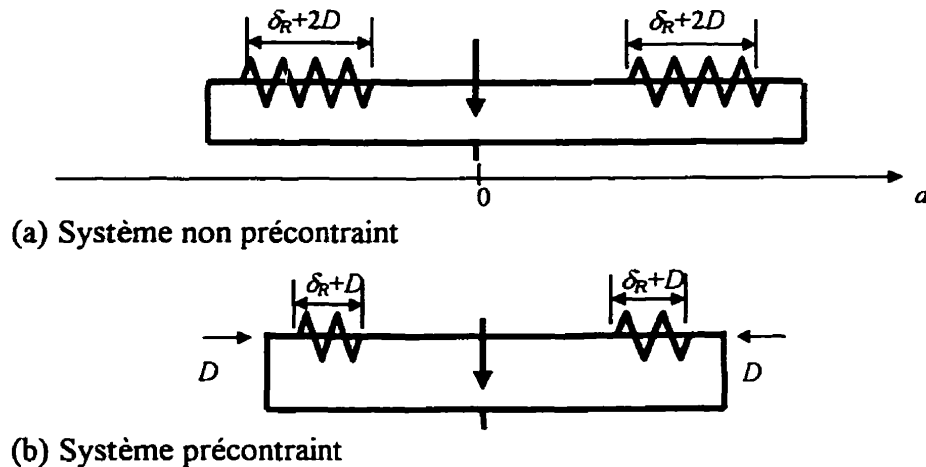 δR+2D δR+2D
0
a
(a) Système non précontraint
δR+D δR+D
D D
(b) Système précontraint